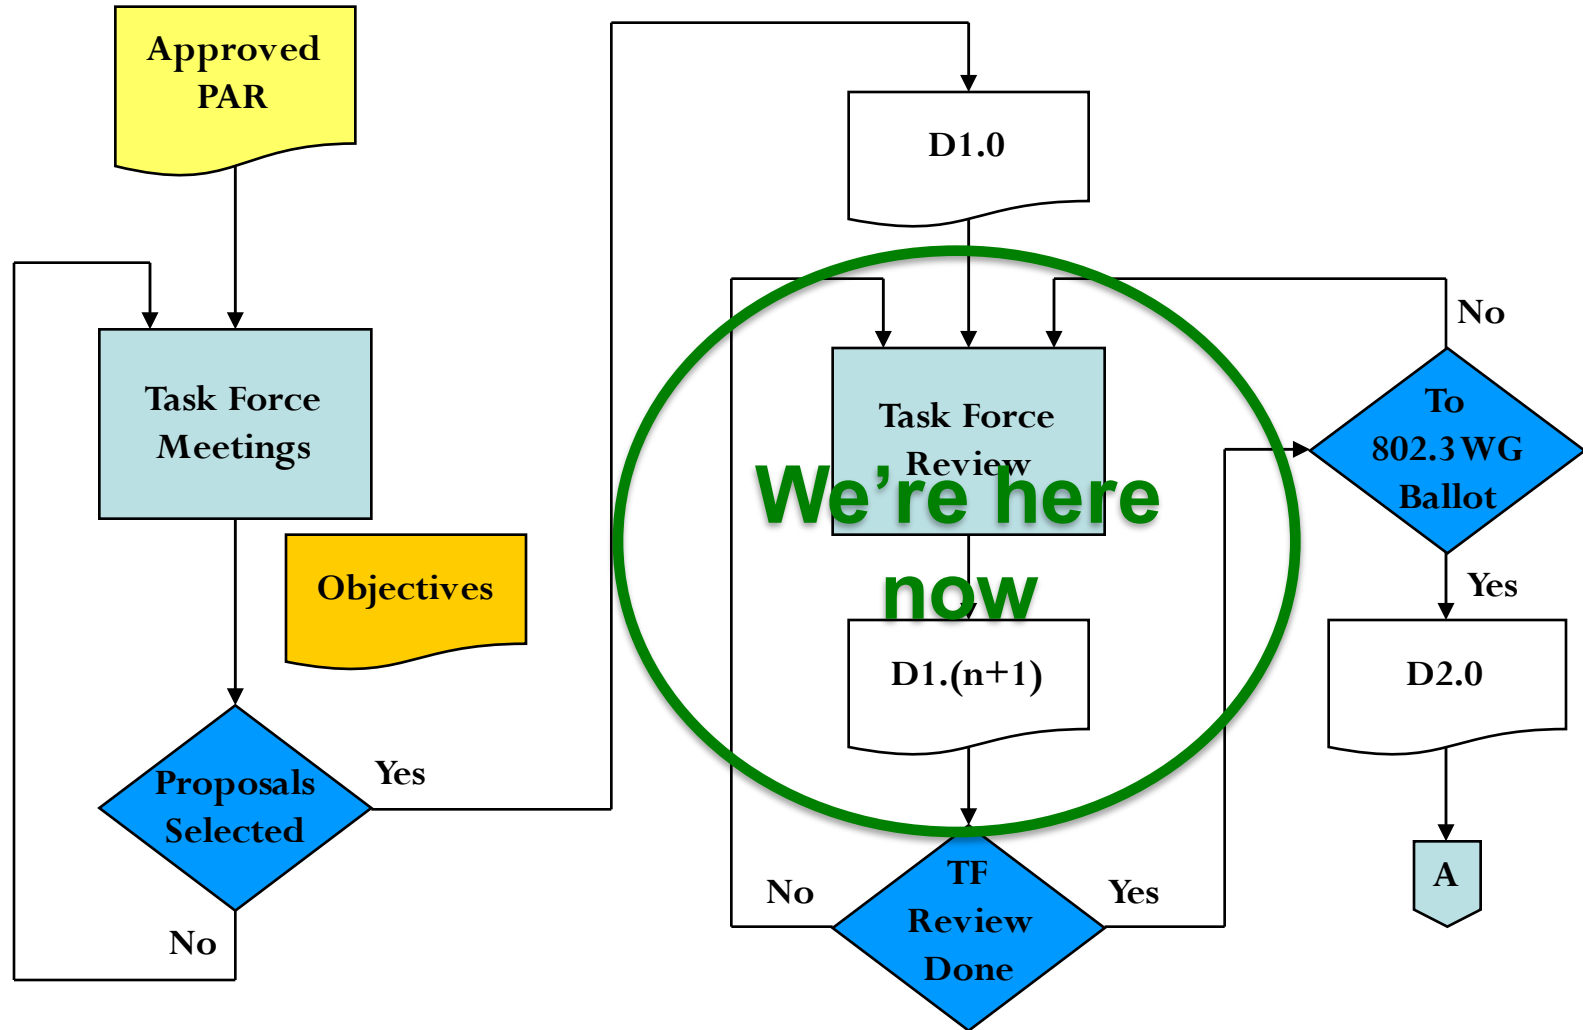 Approved
PAR
Task Force
Meetings
Objectives
Proposals
Selected
Yes
No
D1.0
Task Force
Review
We're here
now
D1.(n+1)
TF
Review
Done
No
Yes
To
802.3 WG
Ballot
No
Yes
D2.0
A